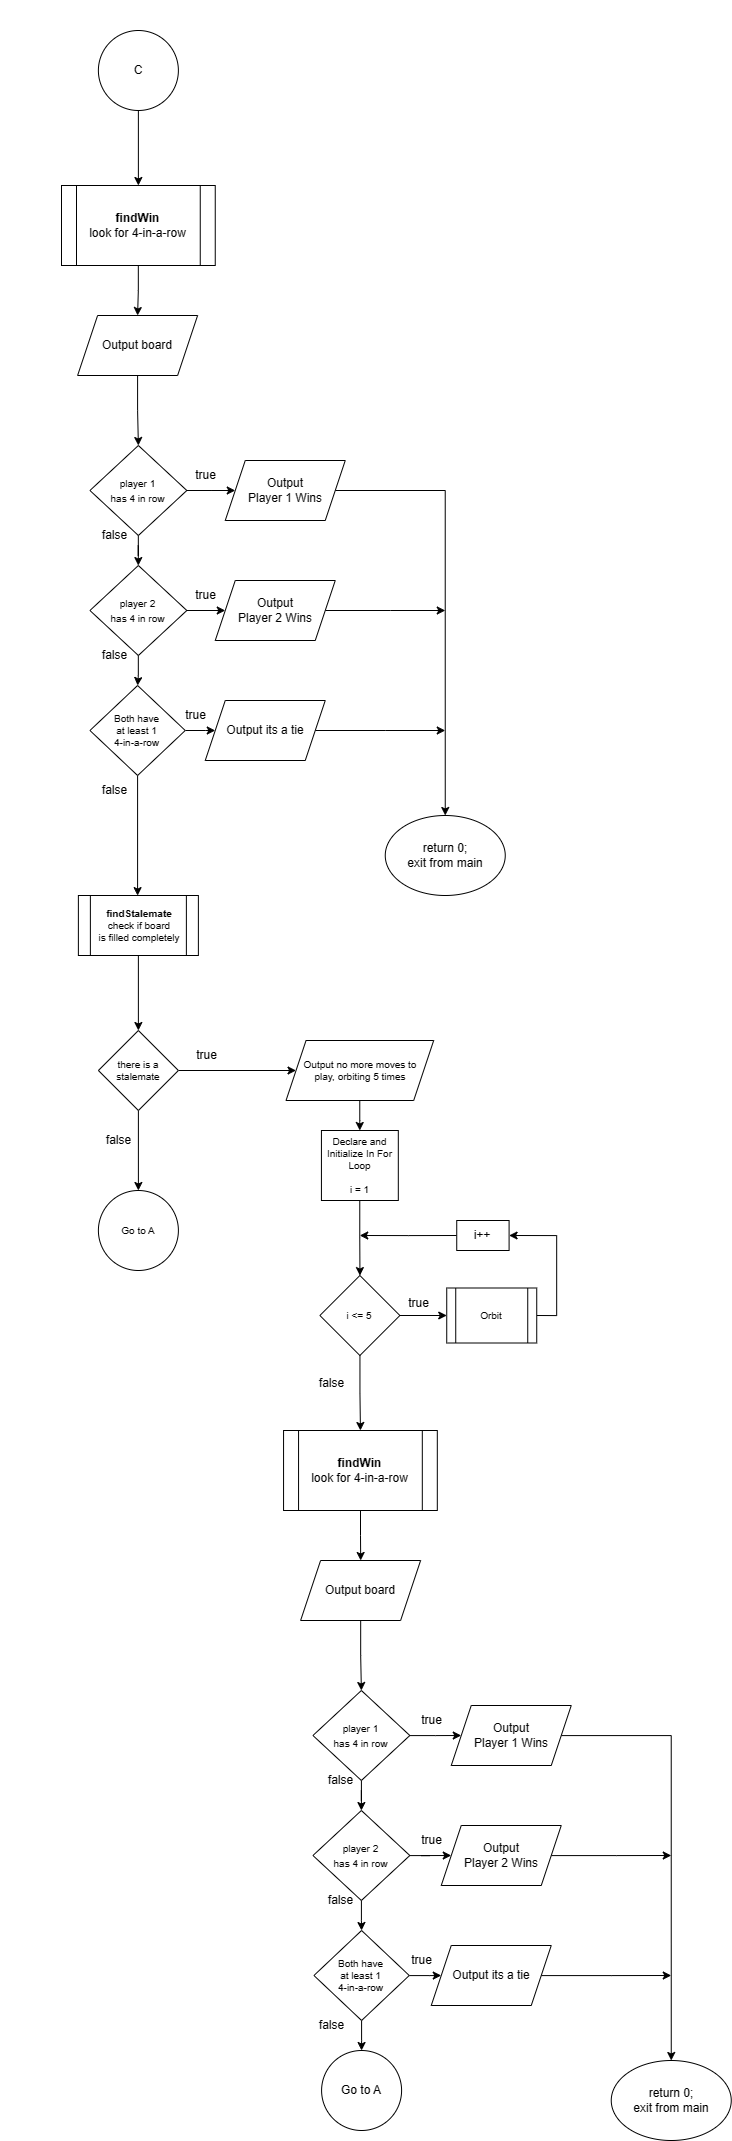 C
findWin
look for 4-in-a-row
Output board
player 1
has 4 in row
true
Output
Player 1 Wins
false
player 2
has 4 in row
true
Output
Player 2 Wins
false
Both have
at least 1
4-in-a-row
true
Output its a tie
false
return 0;
exit from main
findStalemate
check if board
is filled completely
there is a
stalemate
true
Output no more moves to
play, orbiting 5 times
false
Go to A
Declare and
Initialize In For
Loop
i = 1
i++
i <= 5
true
Orbit
false
findWin
look for 4-in-a-row
Output board
player 1
has 4 in row
true
Output
Player 1 Wins
false
player 2
has 4 in row
true
Output
Player 2 Wins
false
Both have
at least 1
4-in-a-row
true
Output its a tie
false
Go to A
return 0;
exit from main